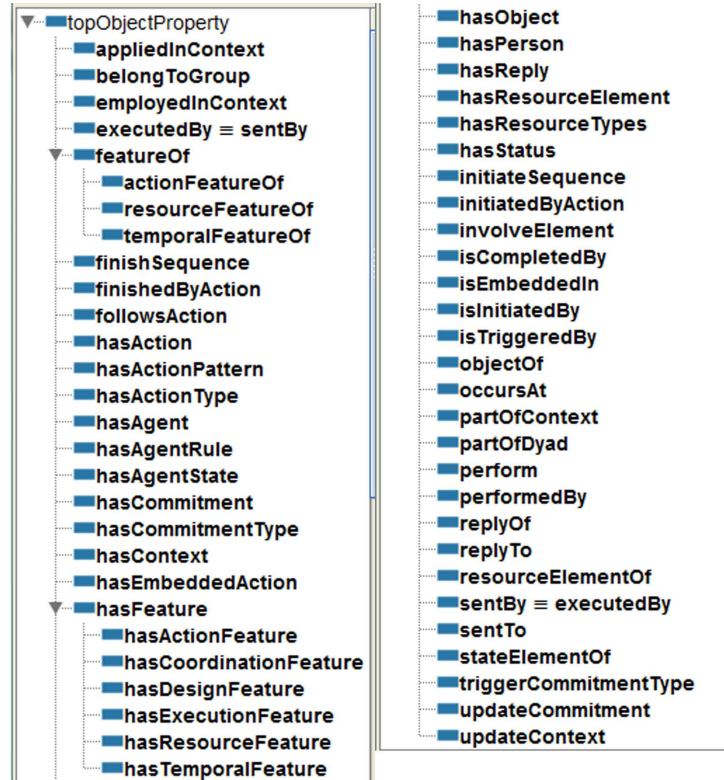 topObjectProperty
appliedInContext
belongToGroup
employedInContext
executedBy ≡ sentBy
featureOf
actionFeatureOf
resourceFeatureOf
temporalFeatureOf
finishSequence
finishedByAction
followsAction
hasAction
hasActionPattern
hasActionType
hasAgent
hasAgentRule
hasAgentState
hasCommitment
hasCommitmentType
hasContext
hasEmbeddedAction
hasFeature
hasActionFeature
hasCoordinationFeature
hasDesignFeature
hasExecutionFeature
hasResourceFeature
hasTemporalFeature
hasObject
hasPerson
hasReply
hasResourceElement
hasResourceTypes
hasStatus
initiateSequence
initiatedByAction
involveElement
isCompletedBy
isEmbeddedIn
isInitiatedBy
isTriggeredBy
objectOf
occursAt
partOfContext
partOfDyad
perform
performedBy
replyOf
replyTo
resourceElementOf
sentBy ≡ executedBy
sentTo
stateElementOf
triggerCommitmentType
updateCommitment
updateContext